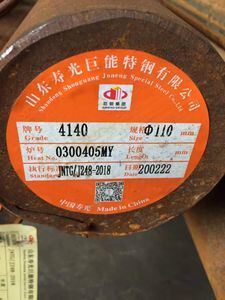 山东寿光巨能特钢有限公司
Shandong Shouguang Juneng Special Steel Co., Ltd.
巨能集团
牌号 4140 规格 Φ110
Grade Size mm
炉号 0300405MY 长度
Heat No. Length
执行标准 JNTG/J248-2018 日期 200222
Standard Date
中国寿光
Made in China